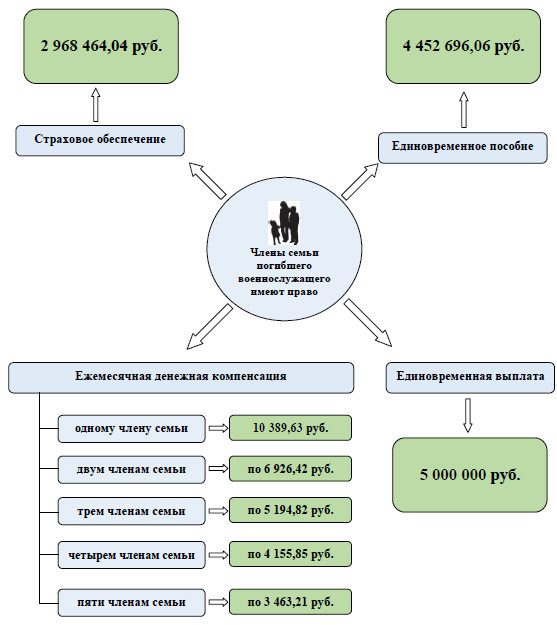 2 968 464,04 руб.
4 452 696,06 руб.
Страховое обеспечение
Единовременное пособие
Члены семьи
погибшего
военнослужащего
имеют право
Ежемесячная денежная компенсация
одному члену семьи
10 389,63 руб.
двум членам семьи
по 6 926,42 руб.
трем членам семьи
по 5 194,82 руб.
четырем членам семьи
по 4 155,85 руб.
пяти членам семьи
по 3 463,21 руб.
Единовременная выплата
5 000 000 руб.